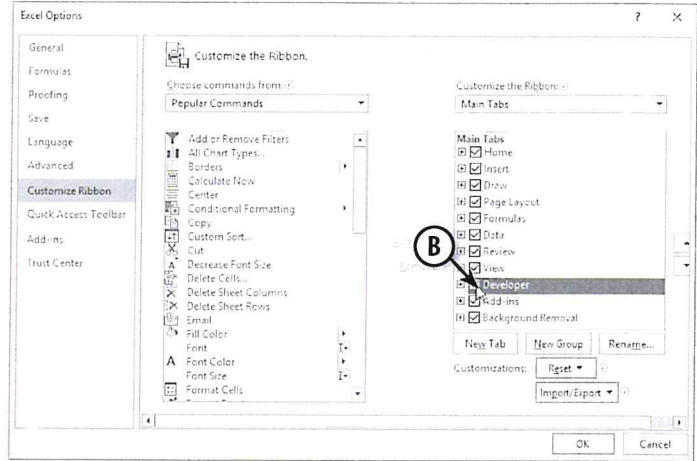 Excel Options
?
General
Formulas
Proofing
Save
Language
Advanced
Customize Ribbon
Quick Access Toolbar
Add-ins
Trust Center
Customize the Ribbon.
Choose commands from:
Popular Commands
Add or Remove Filters
All Chart Types...
Borders
Calculate Now
Center
Conditional Formatting
Copy
Custom Sort...
Cut
Decrease Font Size
Delete Cells...
Delete Sheet Columns
Delete Sheet Rows
Email
Fill Color
Font
Font Color
Font Size
Format Cells
Customize the Ribbon:
Main Tabs
Main Tabs
Home
Insert
Draw
Page Layout
Formulas
Data
Review
View
Developer
Add-ins
Background Removal
B
New Tab
New Group
Rename...
Customizations:
Reset
Import/Export
OK
Cancel